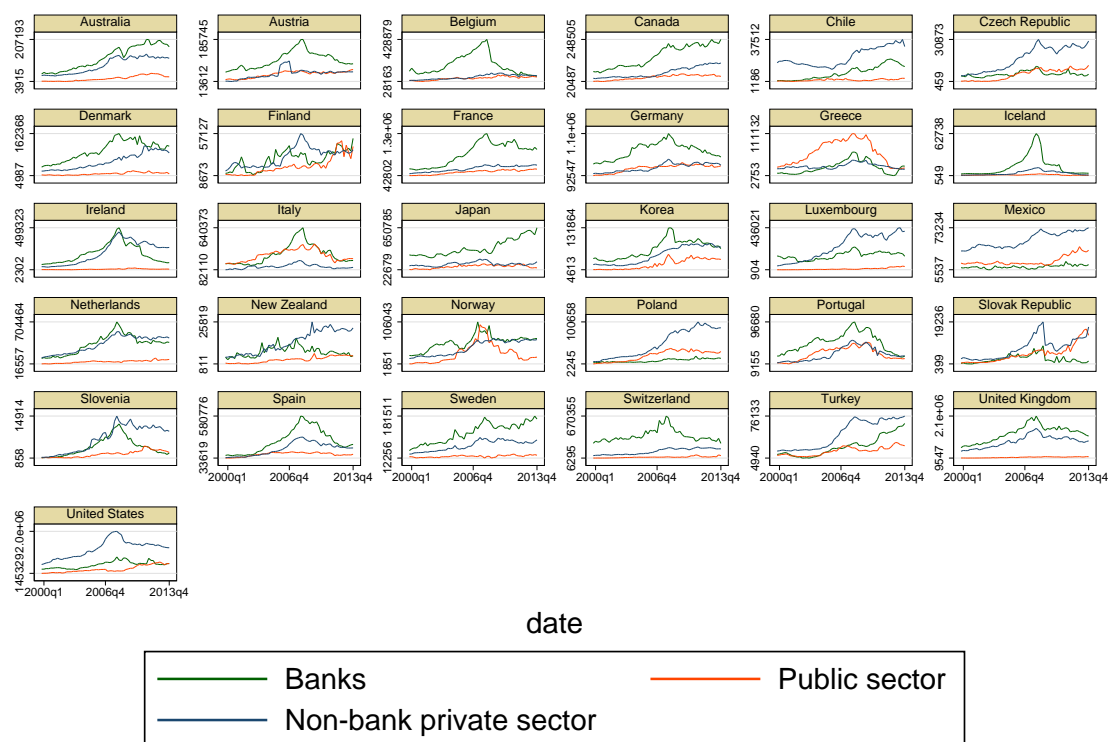 Australia Austria Belgium Canada Chile Czech Republic
3915 207193 13612 185745 28163 428879 20487 248505 1186 37512 459 30873
Denmark Finland France Germany Greece Iceland
4987 162368 8673 57127 42802 1.3e+06 92547 1.1e+06 2753 111132 549 62738
Ireland Italy Japan Korea Luxembourg Mexico
2302 499323 82110 640373 22679 650785 4613 131864 904 436021 5537 73234
Netherlands New Zealand Norway Poland Portugal Slovak Republic
16557 704464 811 25819 1851 106043 2245 100658 9155 96680 399 19236
Slovenia Spain Sweden Switzerland Turkey United Kingdom
858 14914 33619 580776 12256 181511 6295 670355 4940 76133 9547 2.1e+06
2000q1 2006q4 2013q4 2000q1 2006q4 2013q4 2000q1 2006q4 2013q4 2000q1 2006q4 2013q4 2000q1 2006q4 2013q4
United States
2000q1 2006q4 2013q4
date
Banks Public sector
Non-bank private sector